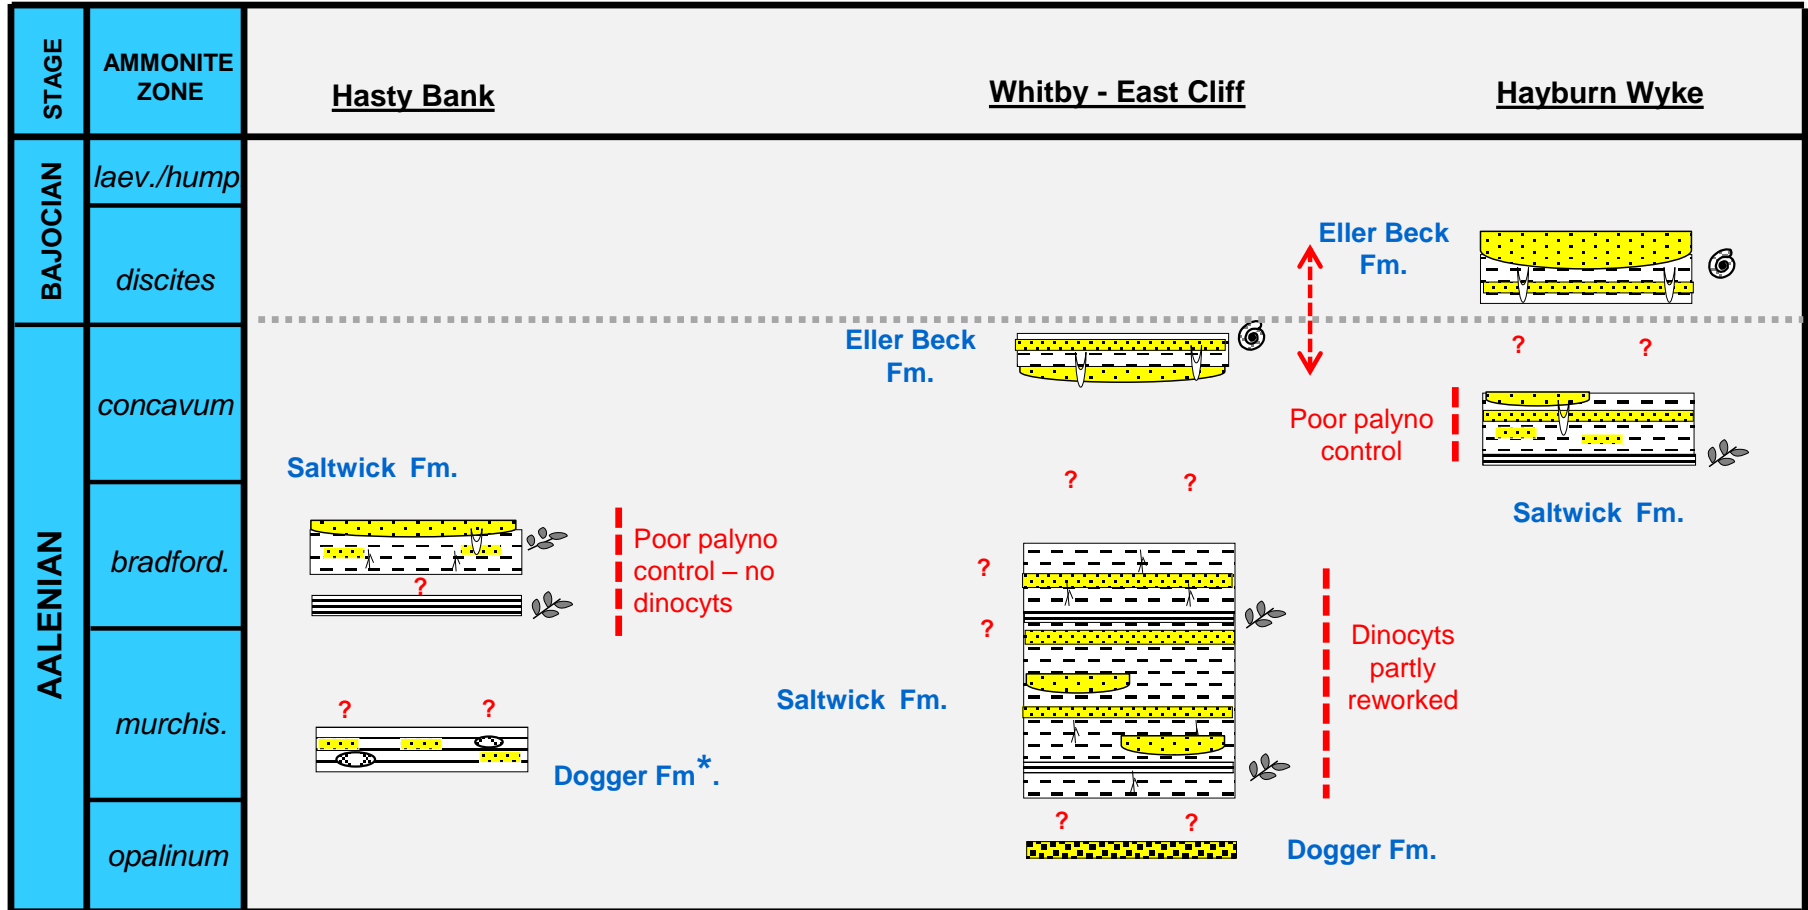 STAGE
AMMONITE
ZONE
Hasty Bank
Whitby - East Cliff
Hayburn Wyke
BAJOCIAN
laev./hump
discites
Eller Beck
Fm.
Eller Beck
Fm.
? ?
AALENIAN
concavum
Poor palyno
control
Saltwick Fm.
? ?
Saltwick Fm.
bradford.
Poor palyno
control – no
dinocyts
?
?
?
Dinocyts
partly
reworked
murchis.
? ?
Saltwick Fm.
Dogger Fm*.
? ?
opalinum
Dogger Fm.